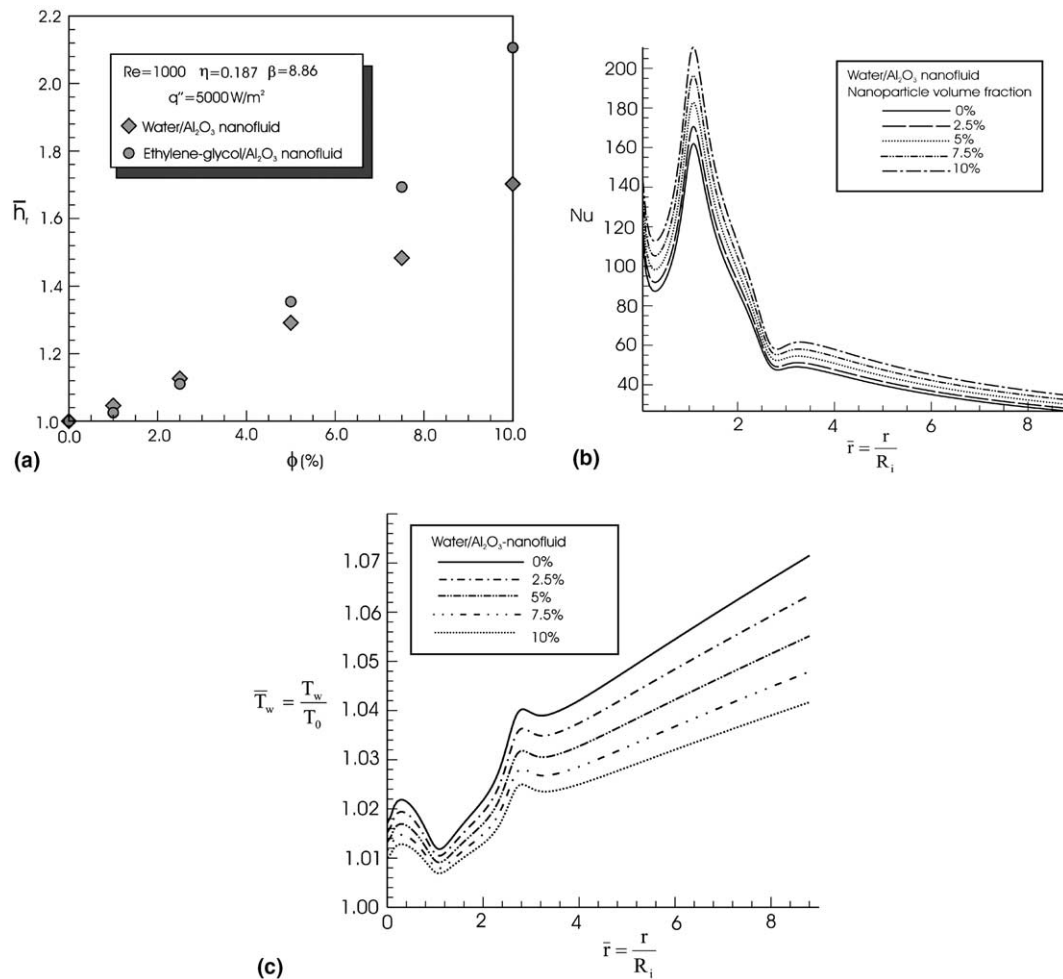 2.2
2.0
1.8
1.6
1.4
1.2
1.0
h̄r
Re=1000 η=0.187 β=8.86
q"=5000W/m²
Water/Al₂O₃ nanofluid
Ethylene-glycol/Al₂O₃ nanofluid
0.0 2.0 4.0 6.0 8.0 10.0
ϕ(%)
(a)
200
180
160
140
120
100
80
60
40
Nu
Water/Al₂O₃ nanofluid
Nanoparticle volume fraction
0%
2.5%
5%
7.5%
10%
2 4 6 8
r̄ = r/Rᵢ
(b)
1.07
1.06
1.05
1.04
1.03
1.02
1.01
1.00
T̄w = Tw/T₀
Water/Al₂O₃-nanofluid
0%
2.5%
5%
7.5%
10%
0 2 4 6 8
r̄ = r/Rᵢ
(c)